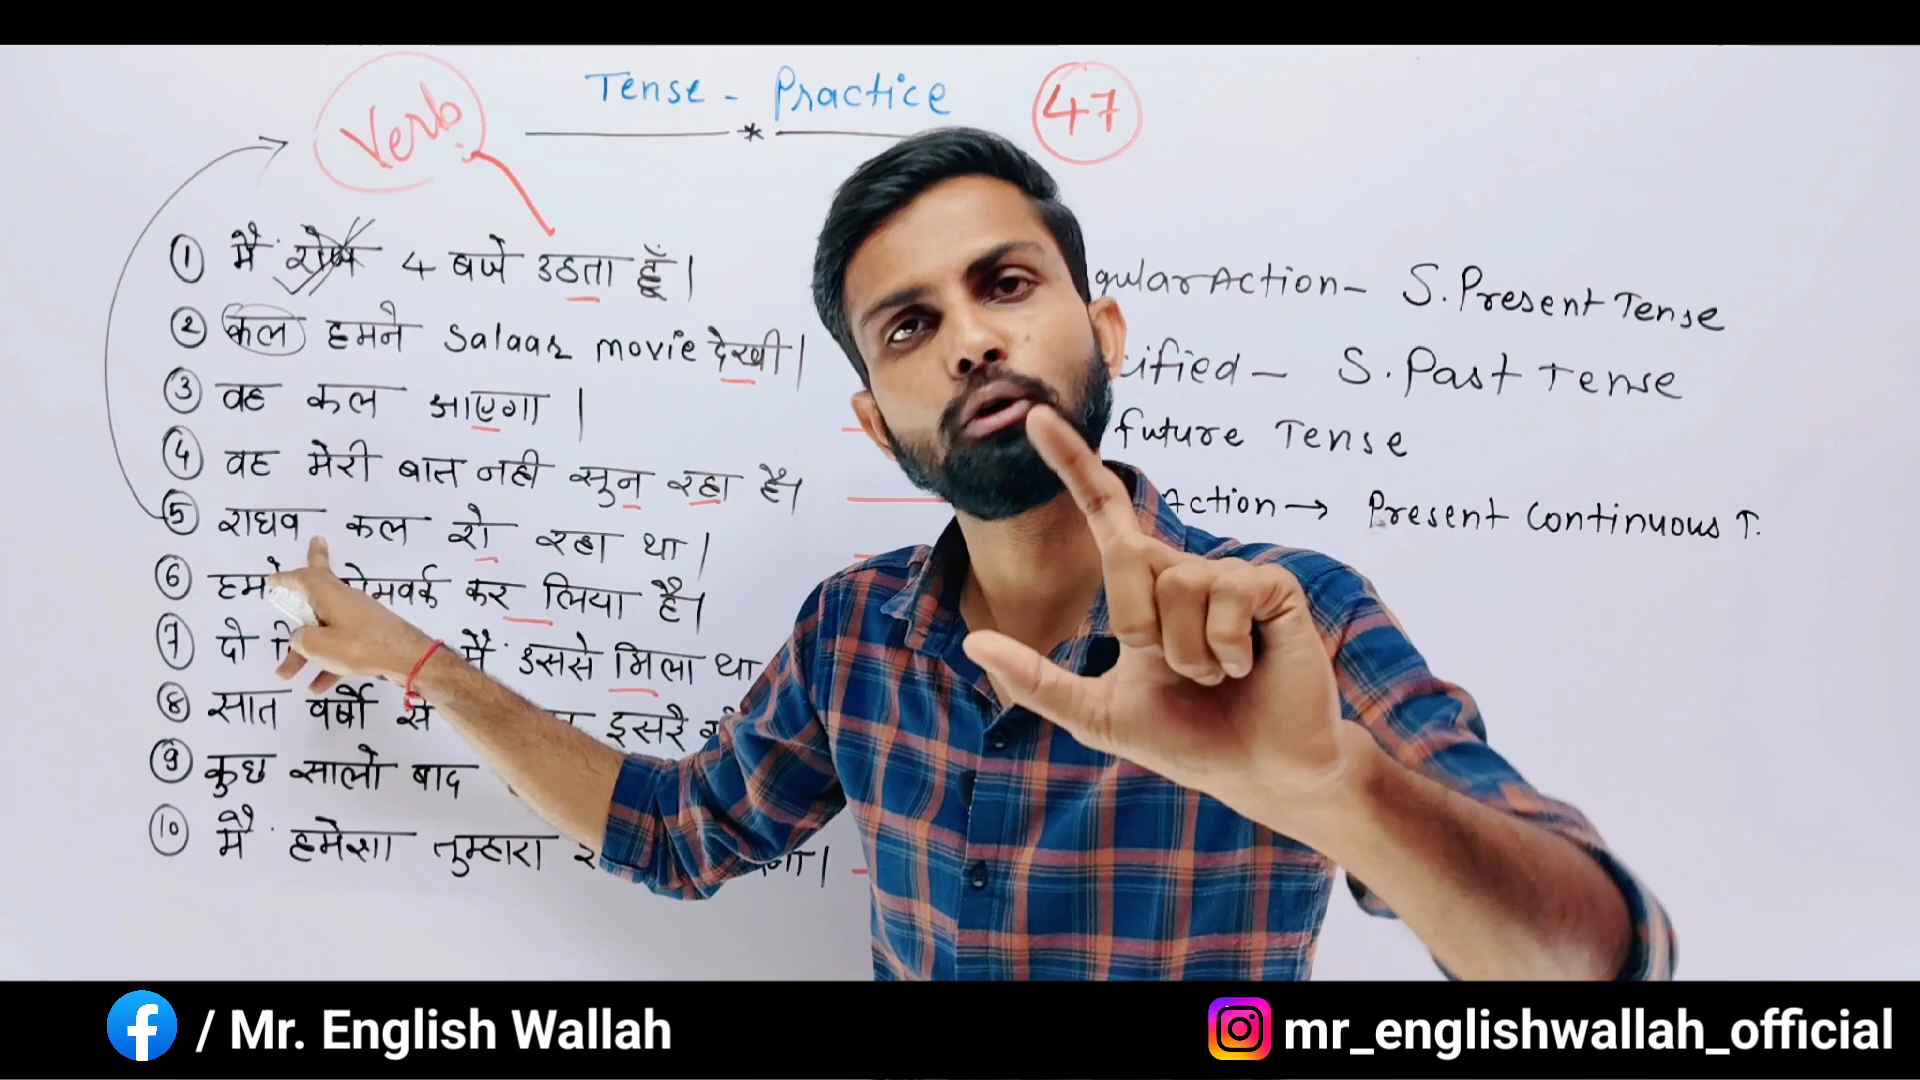 Tense - Practice
47
Verb
① मैं रोज 4 बजे उठता हूँ।
② कल हमने Salaar movie देखी।
③ वह कल आएगा।
④ वह मेरी बात नही सुन रहा है।
⑤ राघव कल रो रहा था।
⑥ होमवर्क कर लिया है।
⑦ दो मैं उससे मिला था
⑧ सात वर्षो से इसरै
⑨ कुछ सालो बाद
⑩ मैं हमेशा तुम्हारा
gular Action - S. Present Tense
ified - S. Past Tense
future Tense
Action → Present Continuous T.
/ Mr. English Wallah
mr_englishwallah_official